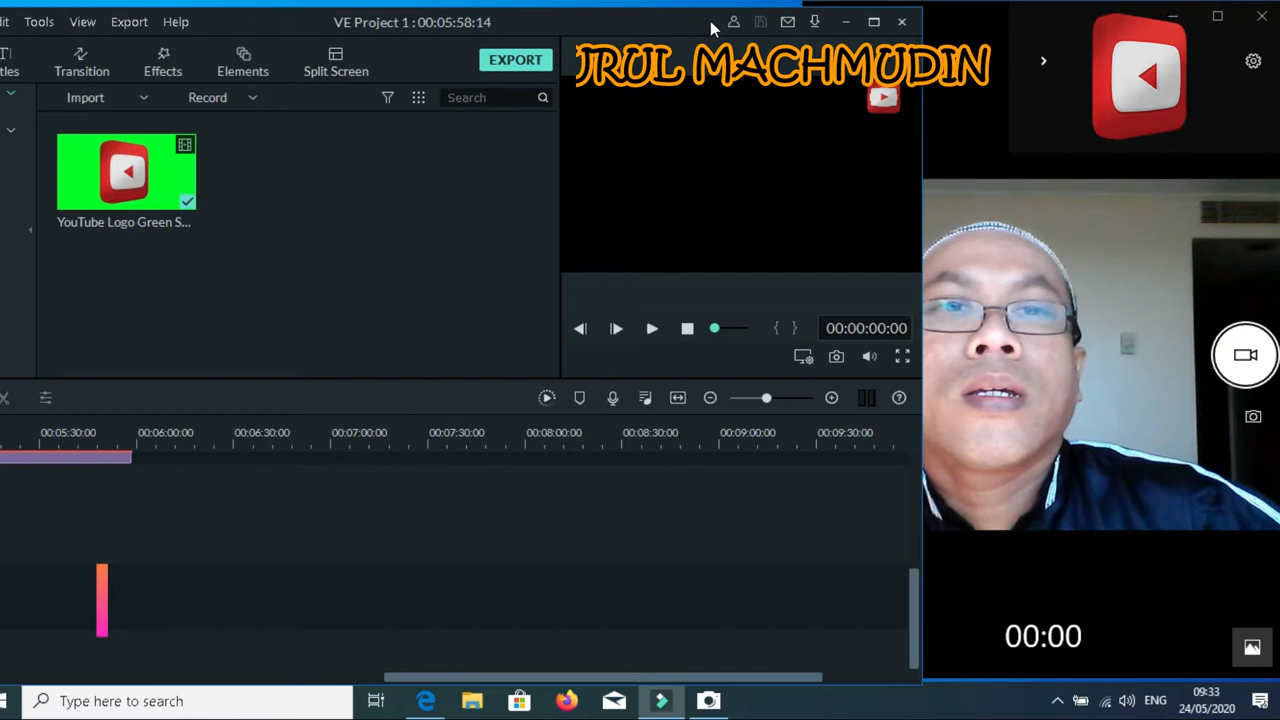 Tools View Export Help VE Project 1 : 00:05:58:14
Transition Effects Elements Split Screen EXPORT
URUL MACHMUDIN
Import Record Search
YouTube Logo Green S...
{ } 00:00:00:00
00:05:30:00 00:06:00:00 00:06:30:00 00:07:00:00 00:07:30:00 00:08:00:00 00:08:30:00 00:09:00:00 00:09:30:00
00:00
Type here to search
ENG
09:33
24/05/2020